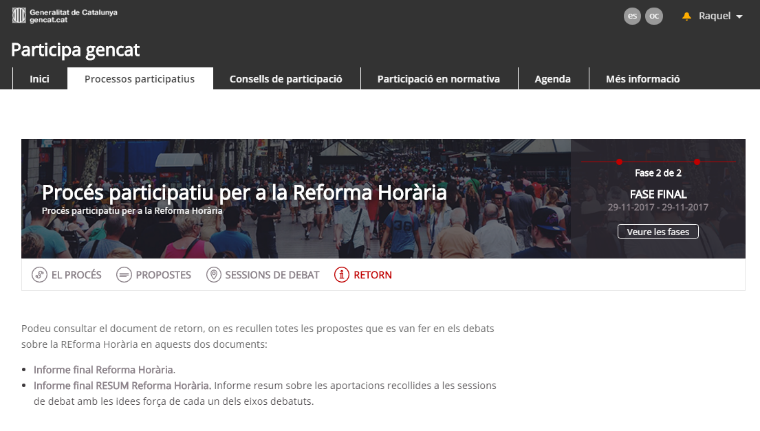 Generalitat de Catalunya
gencat.cat
es oc Raquel
Participa gencat
Inici Processos participatius Consells de participació Participació en normativa Agenda Més informació
Procés participatiu per a la Reforma Horària
Procés participatiu per a la Reforma Horària
Fase 2 de 2
FASE FINAL
29-11-2017 - 29-11-2017
Veure les fases
EL PROCÉS PROPOSTES SESSIONS DE DEBAT RETORN
Podeu consultar el document de retorn, on es recullen totes les propostes que es van fer en els debats
sobre la REforma Horària en aquests dos documents:
• Informe final Reforma Horària.
• Informe final RESUM Reforma Horària. Informe resum sobre les aportacions recollides a les sessions
de debat amb les idees força de cada un dels eixos debatuts.